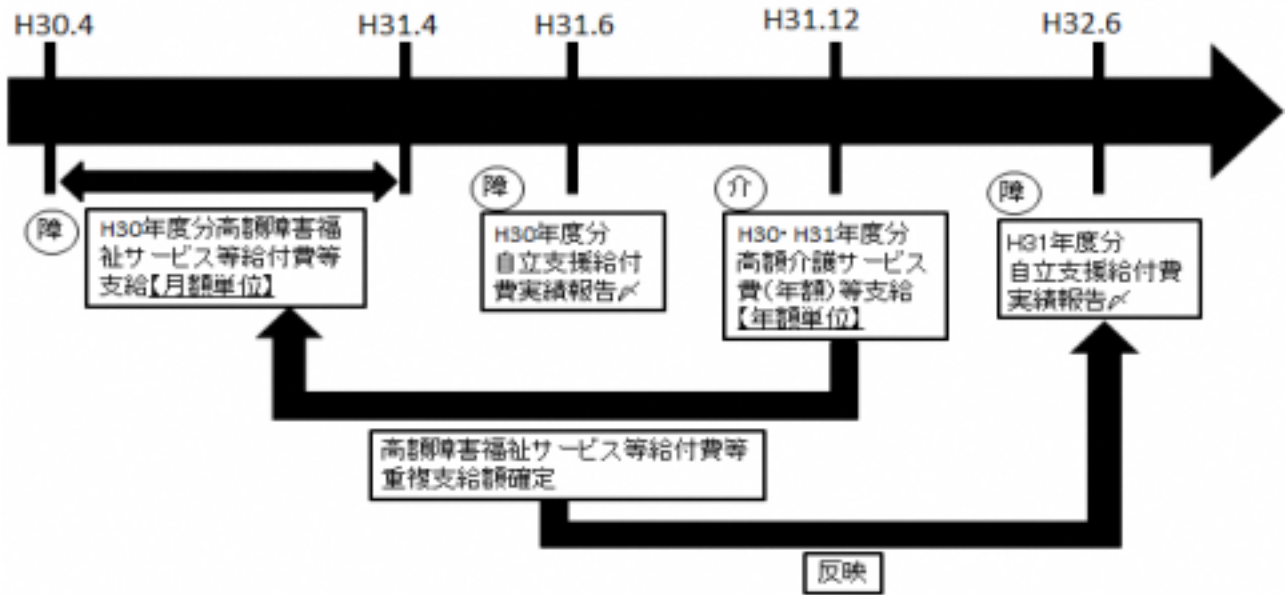 H30.4
H31.4
H31.6
H31.12
H32.6
障
H30年度分高額障害福
祉サービス等給付費等
支給【月額単位】
障
H30年度分
自立支援給付
費実績報告〆
介
H30・H31年度分
高額介護サービス
費(年額)等支給
【年額単位】
障
H31年度分
自立支援給付費
実績報告〆
高額障害福祉サービス等給付費等
重複支給額確定
反映